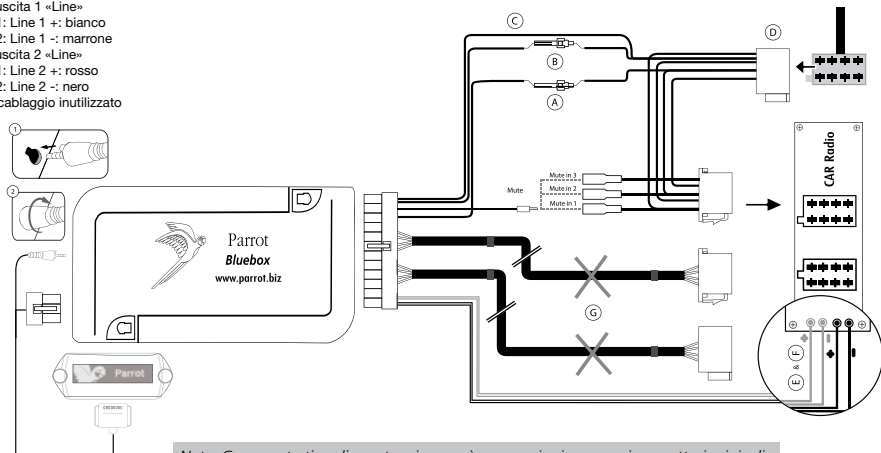 uscita 1 «Line»
1: Line 1 +: bianco
2: Line 1 -: marrone
uscita 2 «Line»
1: Line 2 +: rosso
2: Line 2 -: nero
cablaggio inutilizzato
C
D
B
A
1
CAR Radio
Mute in 3
Mute
Mute in 2
Mute in 1
2
Parrot
Bluebox
www.parrot.biz
G
+ -
+ -
F
&
E
Parrot